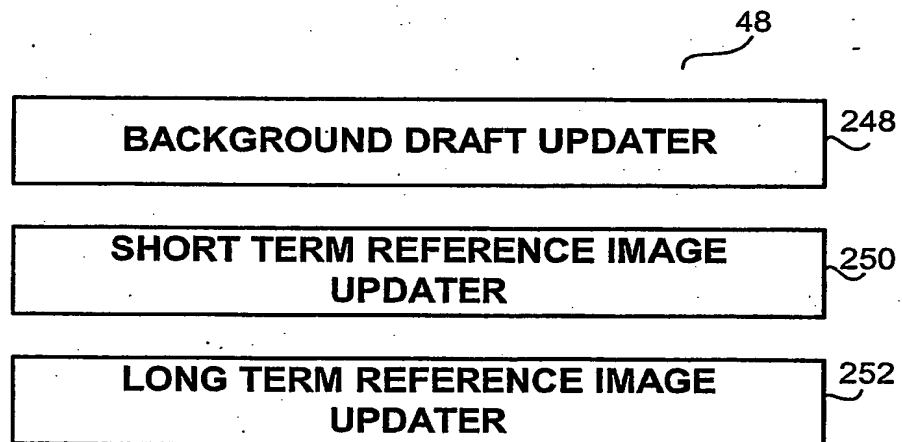 48
BACKGROUND DRAFT UPDATER
248
SHORT TERM REFERENCE IMAGE
UPDATER
250
LONG TERM REFERENCE IMAGE
UPDATER
252